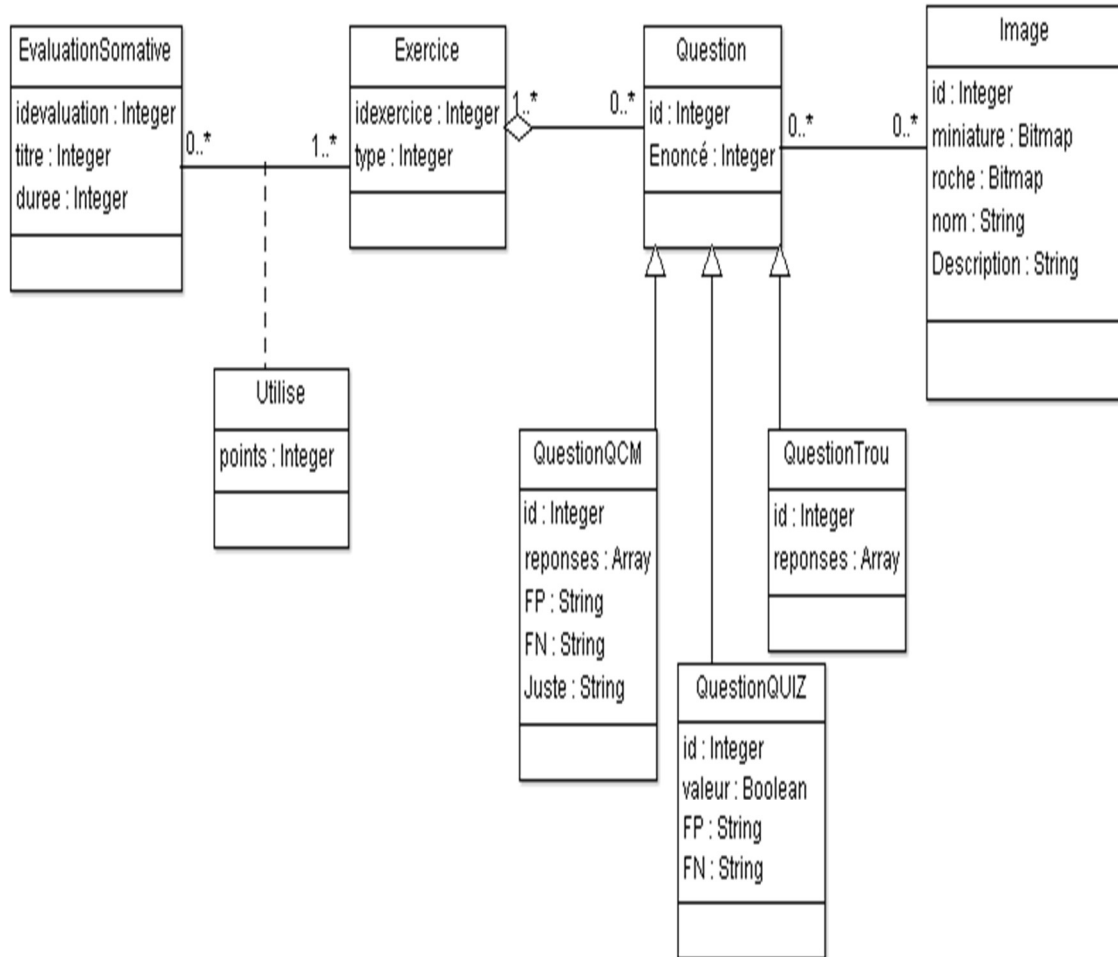 EvaluationSomative
idevaluation : Integer
titre : Integer
duree : Integer
0..*
1..*
Exercice
idexercice : Integer
type : Integer
1..*
0..*
Question
id : Integer
Enoncé : Integer
0..*
0..*
Image
id : Integer
miniature : Bitmap
roche : Bitmap
nom : String
Description : String
Utilise
points : Integer
QuestionQCM
id : Integer
reponses : Array
FP : String
FN : String
Juste : String
QuestionQUIZ
id : Integer
valeur : Boolean
FP : String
FN : String
QuestionTrou
id : Integer
reponses : Array